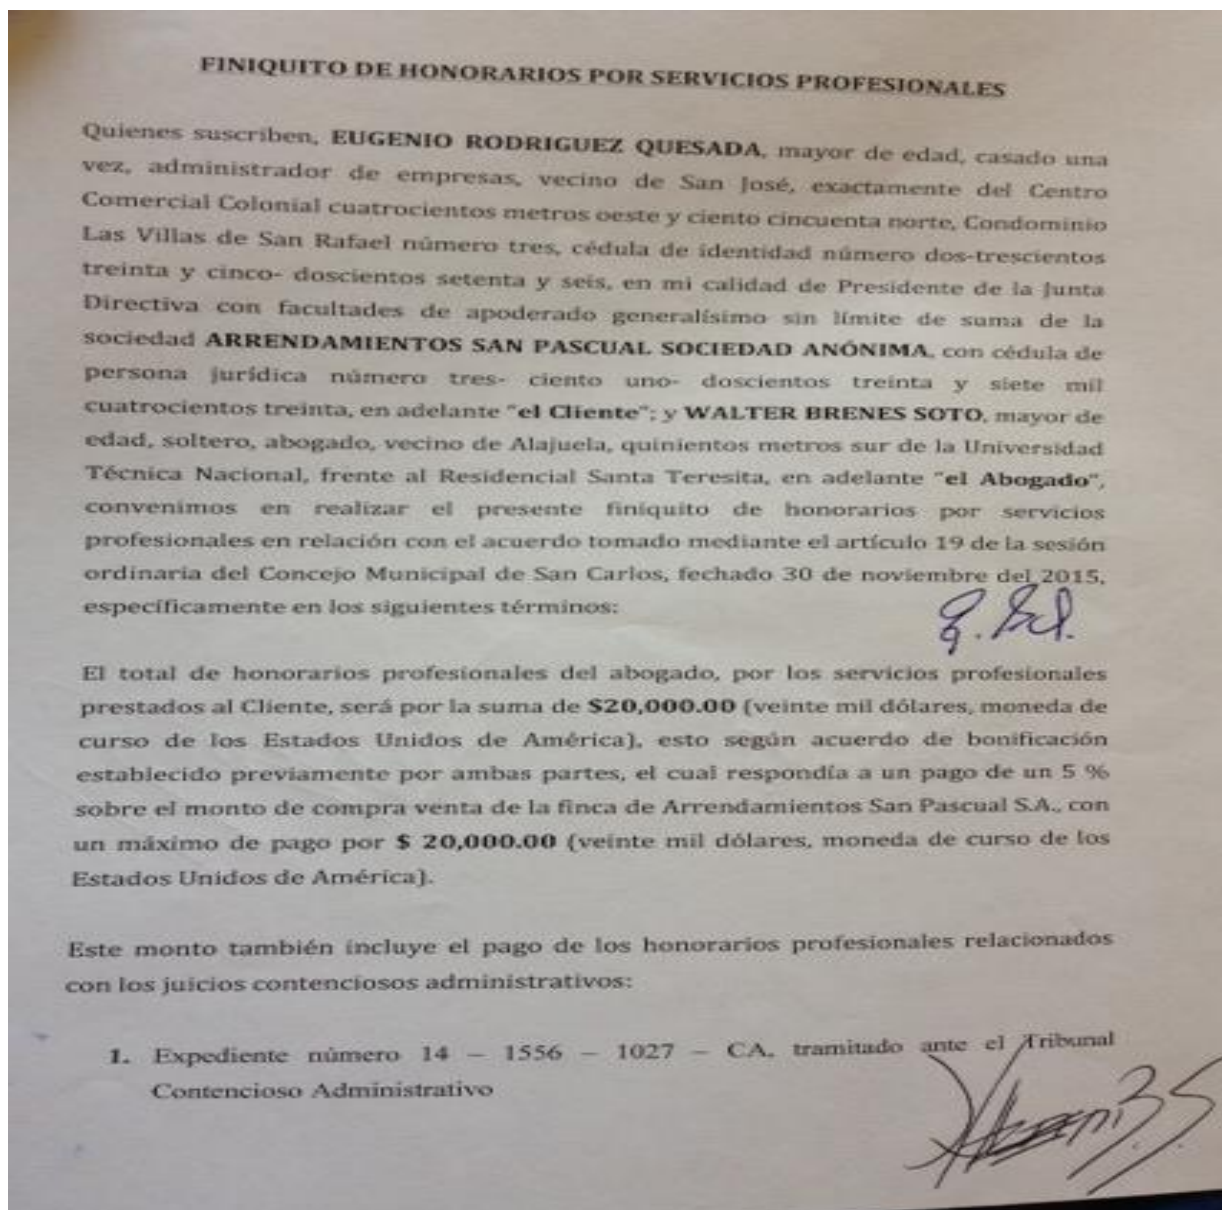 FINIQUITO DE HONORARIOS POR SERVICIOS PROFESIONALES
Quienes suscriben, EUGENIO RODRIGUEZ QUESADA, mayor de edad, casado una
vez, administrador de empresas, vecino de San José, exactamente del Centro
Comercial Colonial cuatrocientos metros oeste y ciento cincuenta norte, Condominio
Las Villas de San Rafael número tres, cédula de identidad número dos-trescientos
treinta y cinco- doscientos setenta y seis, en mi calidad de Presidente de la Junta
Directiva con facultades de apoderado generalísimo sin límite de suma de la
sociedad ARRENDAMIENTOS SAN PASCUAL SOCIEDAD ANÓNIMA, con cédula de
persona jurídica número tres- ciento uno- doscientos treinta y siete mil
cuatrocientos treinta, en adelante "el Cliente"; y WALTER BRENES SOTO, mayor de
edad, soltero, abogado, vecino de Alajuela, quinientos metros sur de la Universidad
Técnica Nacional, frente al Residencial Santa Teresita, en adelante "el Abogado",
convenimos en realizar el presente finiquito de honorarios por servicios
profesionales en relación con el acuerdo tomado mediante el artículo 19 de la sesión
ordinaria del Concejo Municipal de San Carlos, fechado 30 de noviembre del 2015,
específicamente en los siguientes términos:
El total de honorarios profesionales del abogado, por los servicios profesionales
prestados al Cliente, será por la suma de $20,000.00 (veinte mil dólares, moneda de
curso de los Estados Unidos de América), esto según acuerdo de bonificación
establecido previamente por ambas partes, el cual respondía a un pago de un 5 %
sobre el monto de compra venta de la finca de Arrendamientos San Pascual S.A., con
un máximo de pago por $ 20,000.00 (veinte mil dólares, moneda de curso de los
Estados Unidos de América).
Este monto también incluye el pago de los honorarios profesionales relacionados
con los juicios contenciosos administrativos:
1. Expediente número 14 – 1556 – 1027 – CA, tramitado ante el Tribunal
Contencioso Administrativo